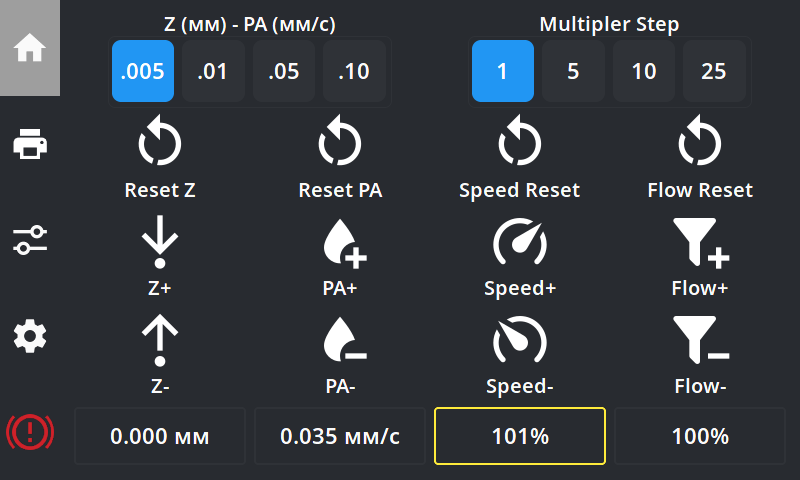 Z (мм) - PA (мм/с)
Multipler Step
.005 .01 .05 .10
1 5 10 25
Reset Z
Reset PA
Speed Reset
Flow Reset
Z+
PA+
Speed+
Flow+
Z-
PA-
Speed-
Flow-
0.000 мм
0.035 мм/с
101%
100%